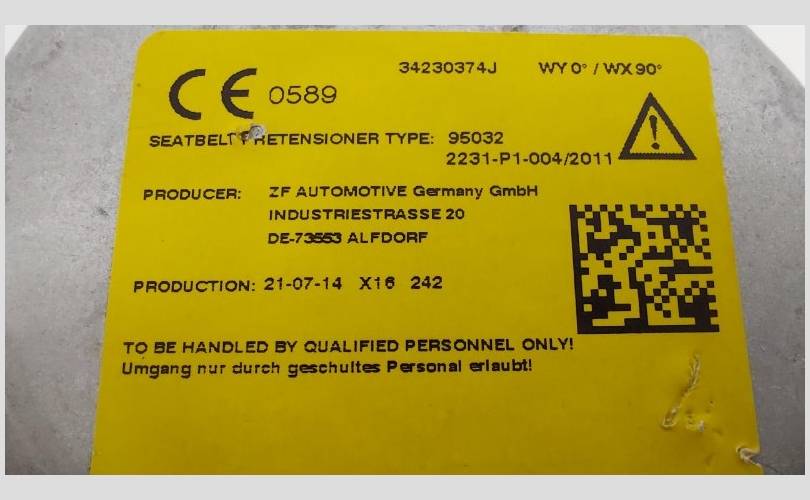 34230374J WY 0° / WX 90°
CE 0589
SEATBELT PRETENSIONER TYPE: 95032
2231-P1-004/2011
PRODUCER: ZF AUTOMOTIVE Germany GmbH
INDUSTRIESTRASSE 20
DE-73553 ALFDORF
PRODUCTION: 21-07-14 X16 242
TO BE HANDLED BY QUALIFIED PERSONNEL ONLY!
Umgang nur durch geschultes Personal erlaubt!